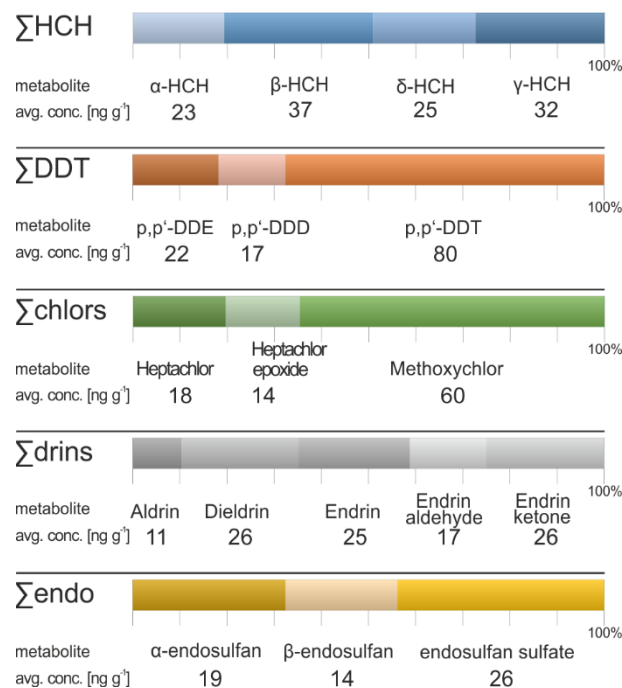 ∑HCH
100%
metabolite α-HCH β-HCH δ-HCH γ-HCH
avg. conc. [ng g⁻¹] 23 37 25 32
∑DDT
100%
metabolite p,p‘-DDE p,p‘-DDD p,p‘-DDT
avg. conc. [ng g⁻¹] 22 17 80
∑chlors
100%
metabolite Heptachlor Heptachlor epoxide Methoxychlor
avg. conc. [ng g⁻¹] 18 14 60
∑drins
100%
metabolite Aldrin Dieldrin Endrin Endrin aldehyde Endrin ketone
avg. conc. [ng g⁻¹] 11 26 25 17 26
∑endo
100%
metabolite α-endosulfan β-endosulfan endosulfan sulfate
avg. conc. [ng g⁻¹] 19 14 26